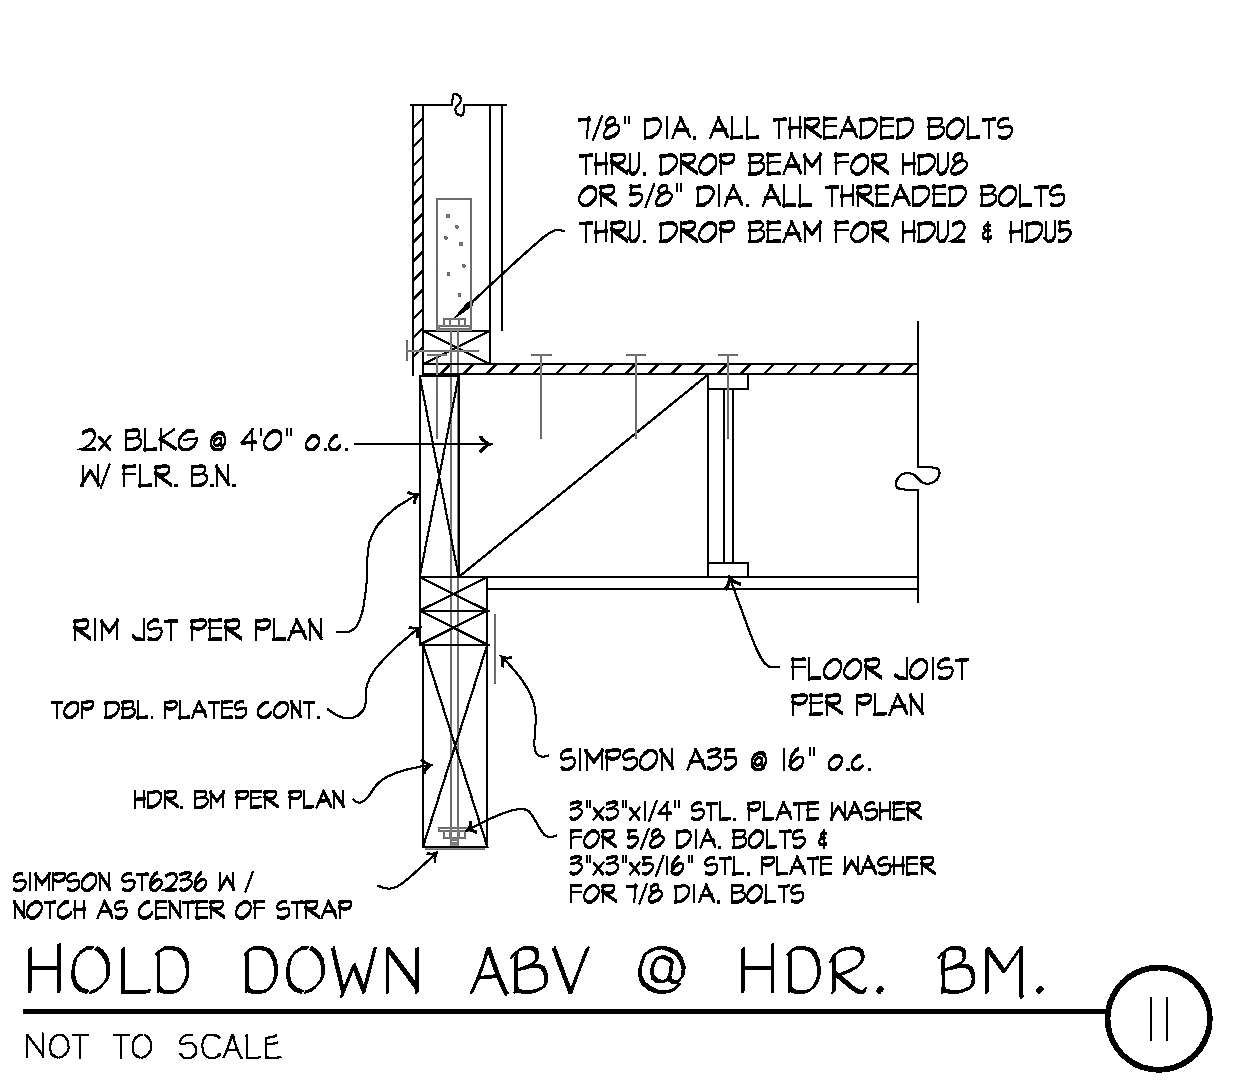 7/8" DIA. ALL THREADED BOLTS
THRU. DROP BEAM FOR HDU8
OR 5/8" DIA. ALL THREADED BOLTS
THRU. DROP BEAM FOR HDU2 & HDU5
2x BLKG @ 4'0" o.c.
W/ FLR. B.N.
RIM JST PER PLAN
FLOOR JOIST
PER PLAN
TOP DBL. PLATES CONT.
SIMPSON A35 @ 16" o.c.
HDR. BM PER PLAN
3"x3"x1/4" STL. PLATE WASHER
FOR 5/8 DIA. BOLTS &
3"x3"x5/16" STL. PLATE WASHER
FOR 7/8 DIA. BOLTS
SIMPSON ST6236 W /
NOTCH AS CENTER OF STRAP
HOLD DOWN ABV @ HDR. BM.
11
NOT TO SCALE